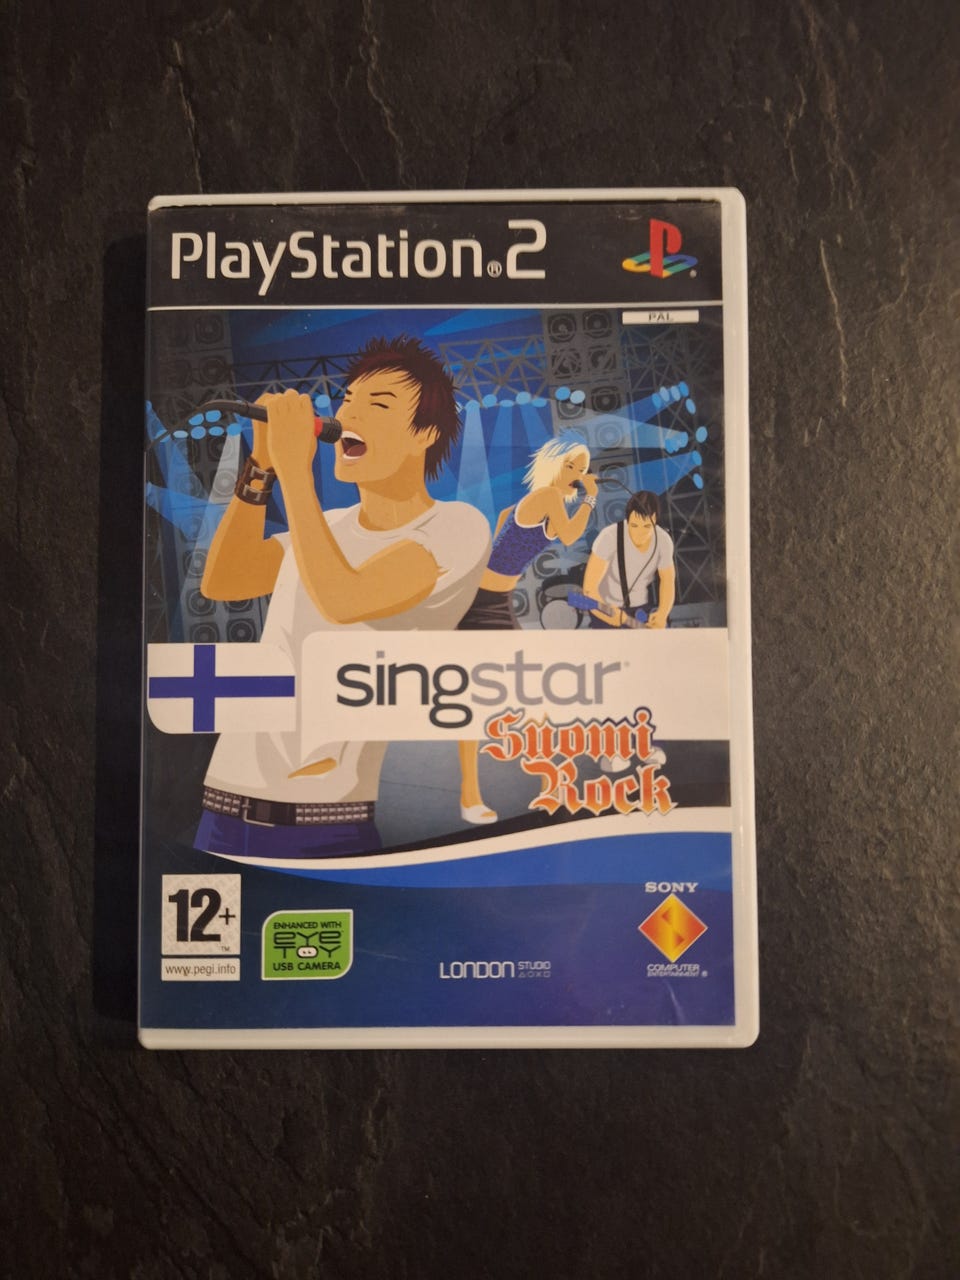 PlayStation®2
PAL
singstar
Suomi
Rock
12+
TM
www.pegi.info
ENHANCED WITH
EYE
TOY
USB CAMERA
LONDON STUDIO
SONY
COMPUTER
ENTERTAINMENT ®